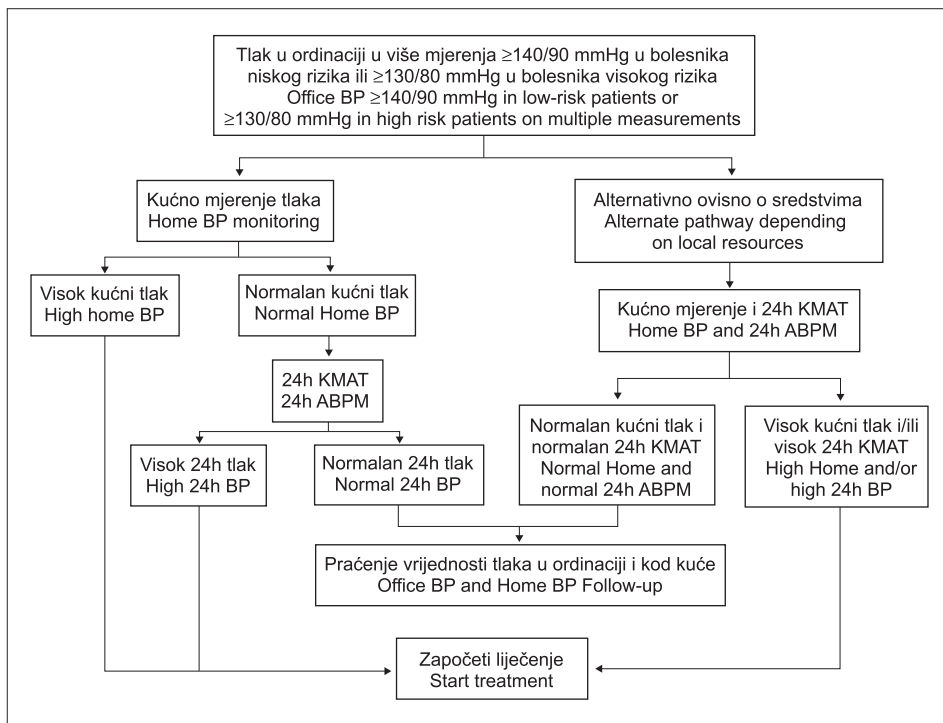 Tlak u ordinaciji u više mjerenja ≥140/90 mmHg u bolesnika
niskog rizika ili ≥130/80 mmHg u bolesnika visokog rizika
Office BP ≥140/90 mmHg in low-risk patients or
≥130/80 mmHg in high risk patients on multiple measurements
Kućno mjerenje tlaka
Home BP monitoring
Alternativno ovisno o sredstvima
Alternate pathway depending
on local resources
Visok kućni tlak
High home BP
Normalan kućni tlak
Normal Home BP
Kućno mjerenje i 24h KMAT
Home BP and 24h ABPM
24h KMAT
24h ABPM
Visok 24h tlak
High 24h BP
Normalan 24h tlak
Normal 24h BP
Normalan kućni tlak i
normalan 24h KMAT
Normal Home and
normal 24h ABPM
Visok kućni tlak i/ili
visok 24h KMAT
High Home and/or
high 24h BP
Praćenje vrijednosti tlaka u ordinaciji i kod kuće
Office BP and Home BP Follow-up
Započeti liječenje
Start treatment